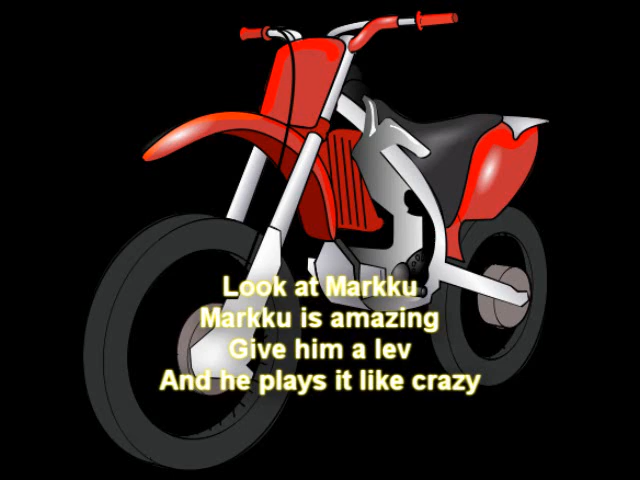 Look at Markku
Markku is amazing
Give him a lev
And he plays it like crazy